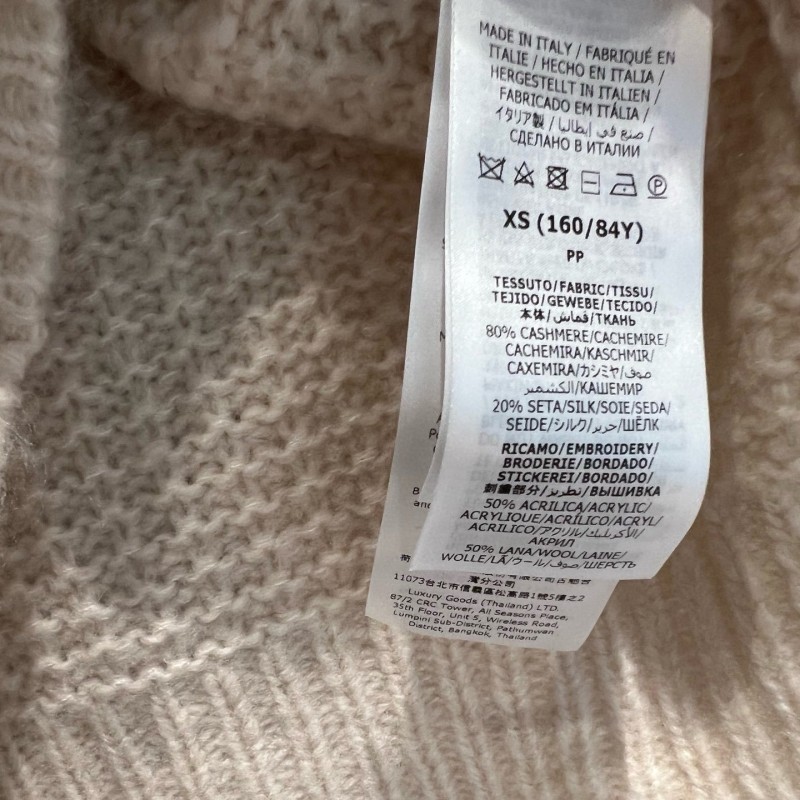 MADE IN ITALY / FABRIQUÉ EN
ITALIE / HECHO EN ITALIA /
HERGESTELLT IN ITALIEN /
FABRICADO EM ITÁLIA /
イタリア製 / صنع في إيطاليا /
СДЕЛАНО В ИТАЛИИ
XS (160/84Y)
PP
TESSUTO/FABRIC/TISSU/
TEJIDO/GEWEBE/TECIDO/
本体/قماش/ТКАНЬ
80% CASHMERE/CACHEMIRE/
CACHEMIRA/KASCHMIR/
CAXEMIRA/カシミヤ/صوف
الكشمير/КАШЕМИР
20% SETA/SILK/SOIE/SEDA/
SEIDE/シルク/حرير/ШЁЛК
RICAMO/EMBROIDERY/
BRODERIE/BORDADO/
STICKEREI/BORDADO/
刺繍部分/تطريز/ВЫШИВКА
50% ACRILICA/ACRYLIC/
ACRYLIQUE/ACRÍLICO/ACRYL/
ACRILICO/アクリル/الأكريليك/
АКРИЛ
50% LANA/WOOL/LAINE/
WOLLE/LÃ/ウール/صوف/ШЕРСТЬ
灣分公司
11073台北市信義區松高路1號5樓之2
Luxury Goods (Thailand) LTD.
87/2 CRC Tower, All Seasons Place,
35th Floor, Unit 5, Wireless Road,
Lumpini Sub-District, Pathumwan
District, Bangkok, Thailand